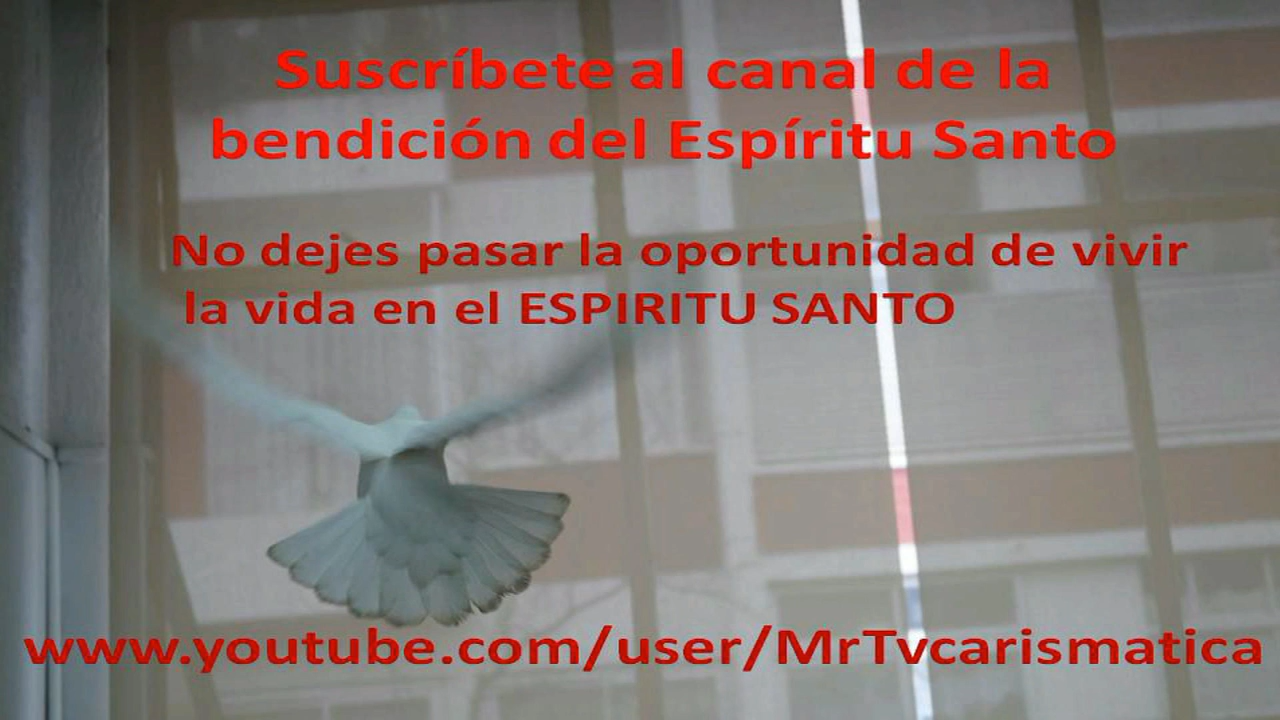 Suscríbete al canal de la
bendición del Espíritu Santo
No dejes pasar la oportunidad de vivir
la vida en el ESPIRITU SANTO
www.youtube.com/user/MrTvcarismatica